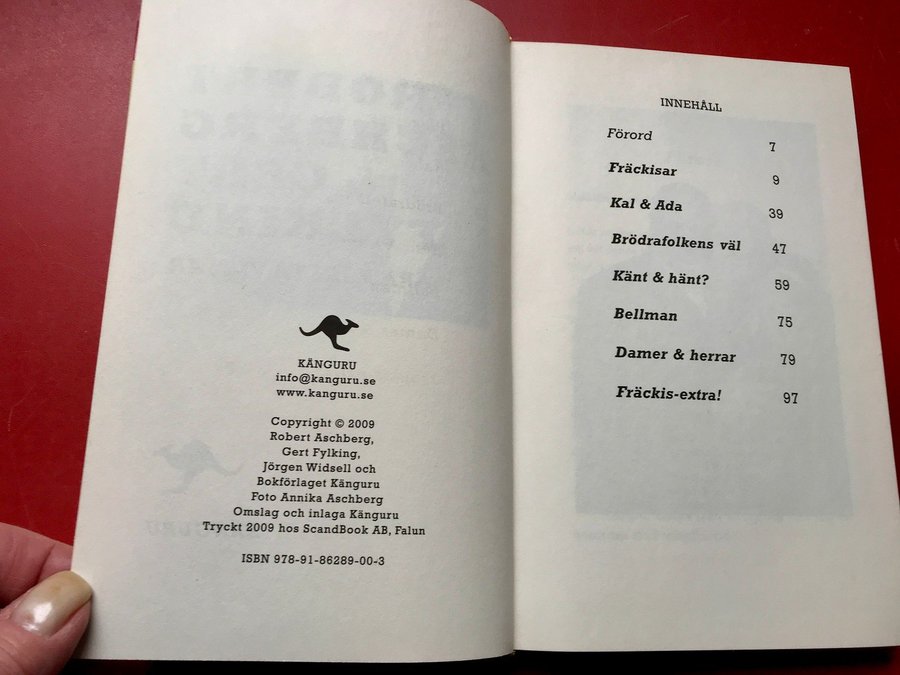 KÄNGURU
info@kanguru.se
www.kanguru.se
Copyright © 2009
Robert Aschberg,
Gert Fylking,
Jörgen Widsell och
Bokförlaget Känguru
Foto Annika Aschberg
Omslag och inlaga Känguru
Tryckt 2009 hos ScandBook AB, Falun
ISBN 978-91-86289-00-3
INNEHÅLL
Förord 7
Fräckisar 9
Kal & Ada 39
Brödrafolkens väl 47
Känt & hänt? 59
Bellman 75
Damer & herrar 79
Fräckis-extra! 97